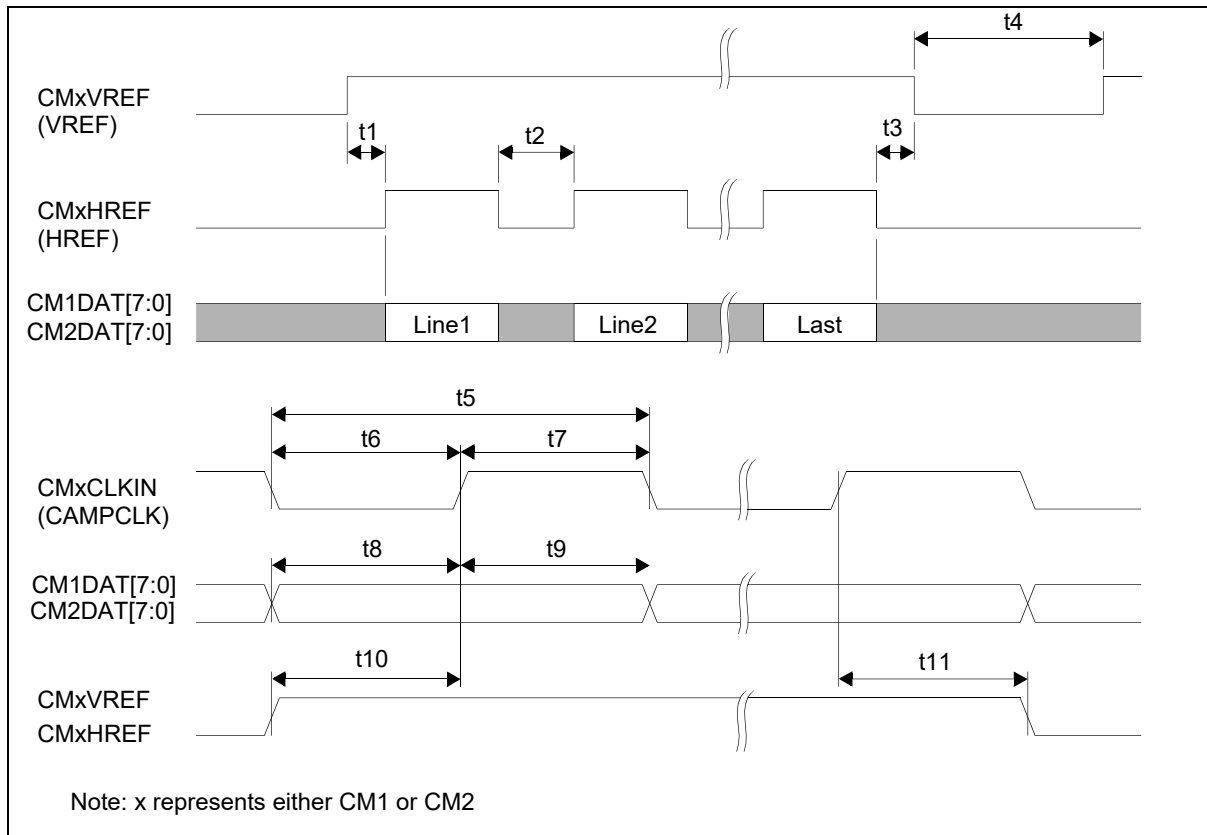 t4
CMxVREF
(VREF)
t1
t2
t3
CMxHREF
(HREF)
CM1DAT[7:0]
CM2DAT[7:0]
Line1
Line2
Last
t5
t6
t7
CMxCLKIN
(CAMPCLK)
t8
t9
CM1DAT[7:0]
CM2DAT[7:0]
t10
t11
CMxVREF
CMxHREF
Note: x represents either CM1 or CM2